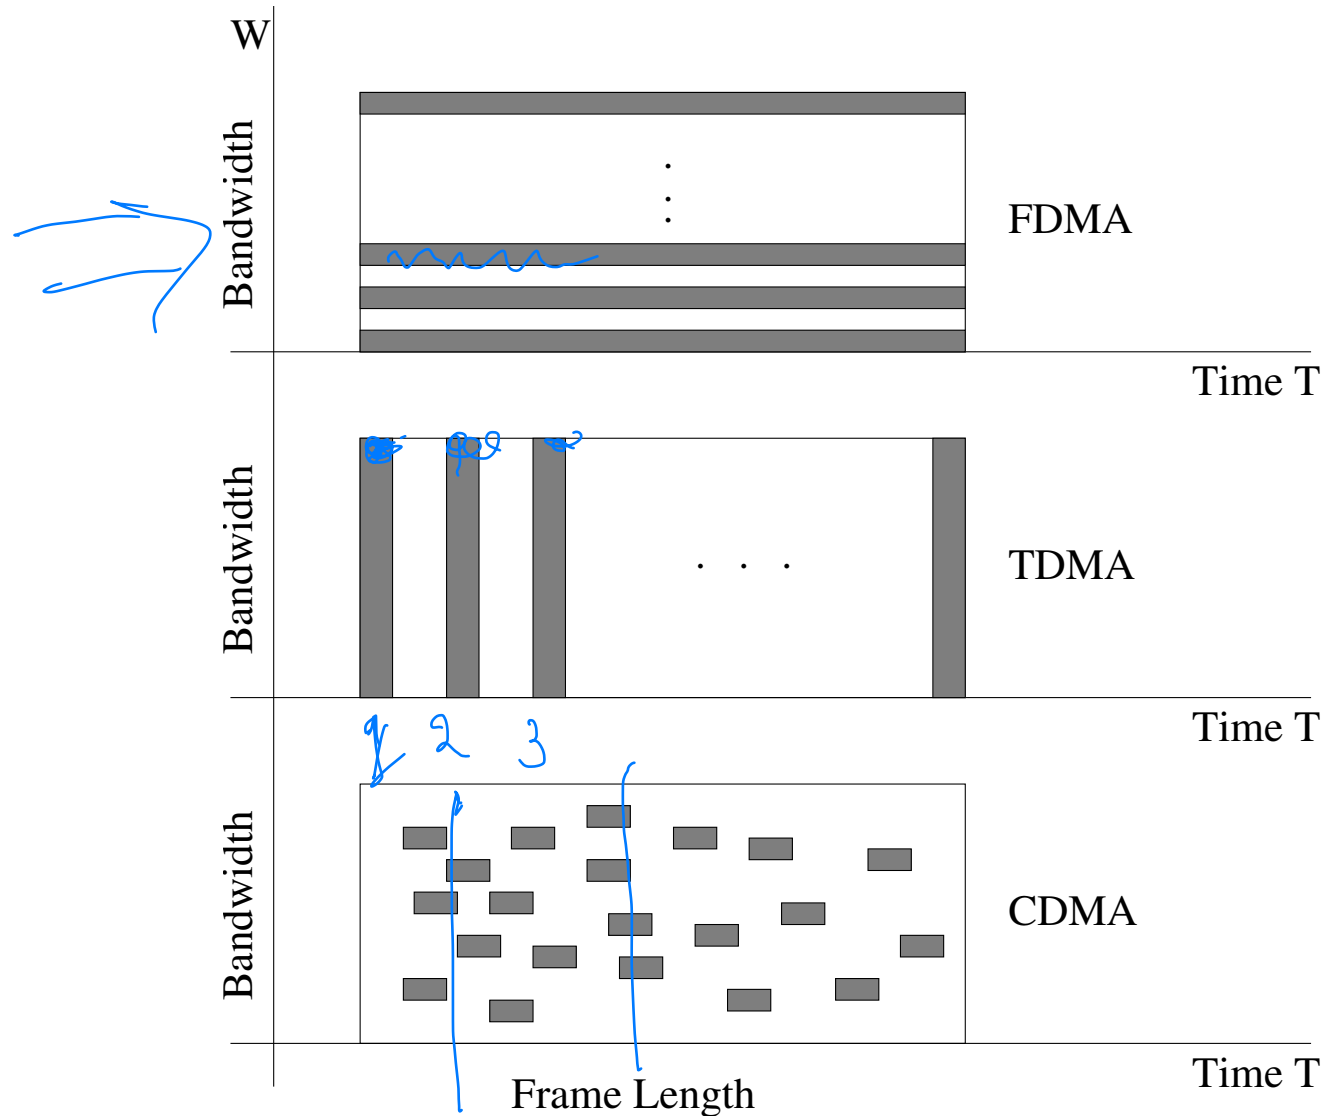 W
Bandwidth
FDMA
Time T
Bandwidth
TDMA
Time T
2 3
Bandwidth
CDMA
Time T
Frame Length